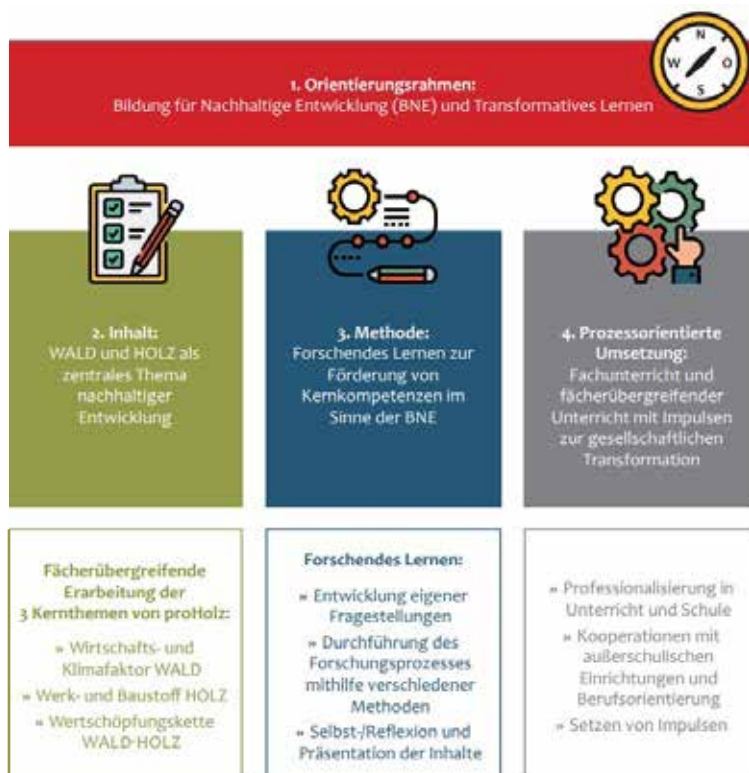 N
W O
S
1. Orientierungsrahmen:
Bildung für Nachhaltige Entwicklung (BNE) und Transformatives Lernen
2. Inhalt:
WALD und HOLZ als
zentrales Thema
nachhaltiger
Entwicklung
3. Methode:
Forschendes Lernen zur
Förderung von
Kernkompetenzen im
Sinne der BNE
4. Prozessorientierte
Umsetzung:
Fachunterricht und
fächerübergreifender
Unterricht mit Impulsen
zur gesellschaftlichen
Transformation
Fächerübergreifende
Erarbeitung der
3 Kernthemen von proHolz:
» Wirtschafts- und
Klimafaktor WALD
» Werk- und Baustoff HOLZ
» Wertschöpfungskette
WALD-HOLZ
Forschendes Lernen:
» Entwicklung eigener
Fragestellungen
» Durchführung des
Forschungsprozesses
mithilfe verschiedener
Methoden
» Selbst-/Reflexion und
Präsentation der Inhalte
» Professionalisierung in
Unterricht und Schule
» Kooperationen mit
außerschulischen
Einrichtungen und
Berufsorientierung
» Setzen von Impulsen